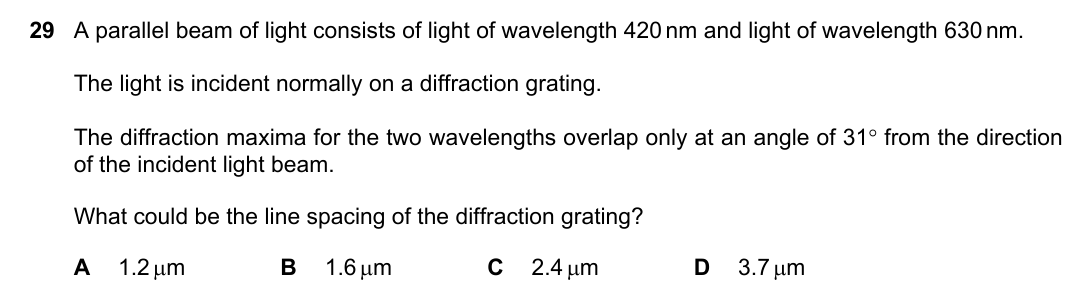 29 A parallel beam of light consists of light of wavelength 420 nm and light of wavelength 630 nm.
The light is incident normally on a diffraction grating.
The diffraction maxima for the two wavelengths overlap only at an angle of 31° from the direction
of the incident light beam.
What could be the line spacing of the diffraction grating?
A 1.2 μm B 1.6 μm C 2.4 μm D 3.7 μm